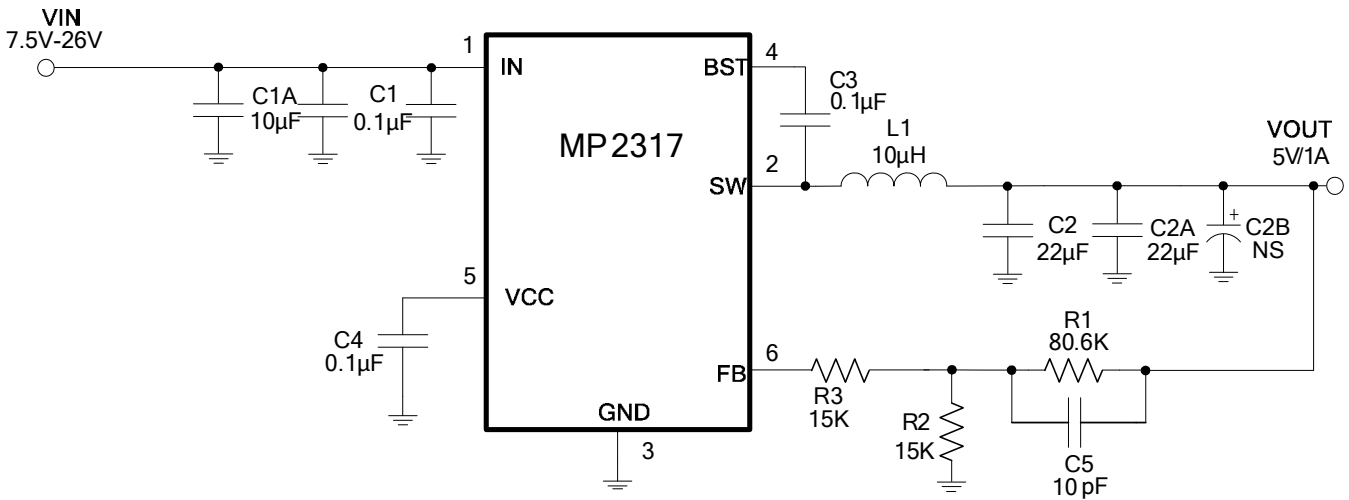 VIN
7.5V-26V
1
IN
C1A
10µF
C1
0.1µF
MP2317
BST
4
C3
0.1µF
SW
2
L1
10µH
VOUT
5V/1A
C2
22µF
C2A
22µF
+
C2B
NS
5
VCC
C4
0.1µF
GND
3
FB
6
R3
15K
R2
15K
R1
80.6K
C5
10pF